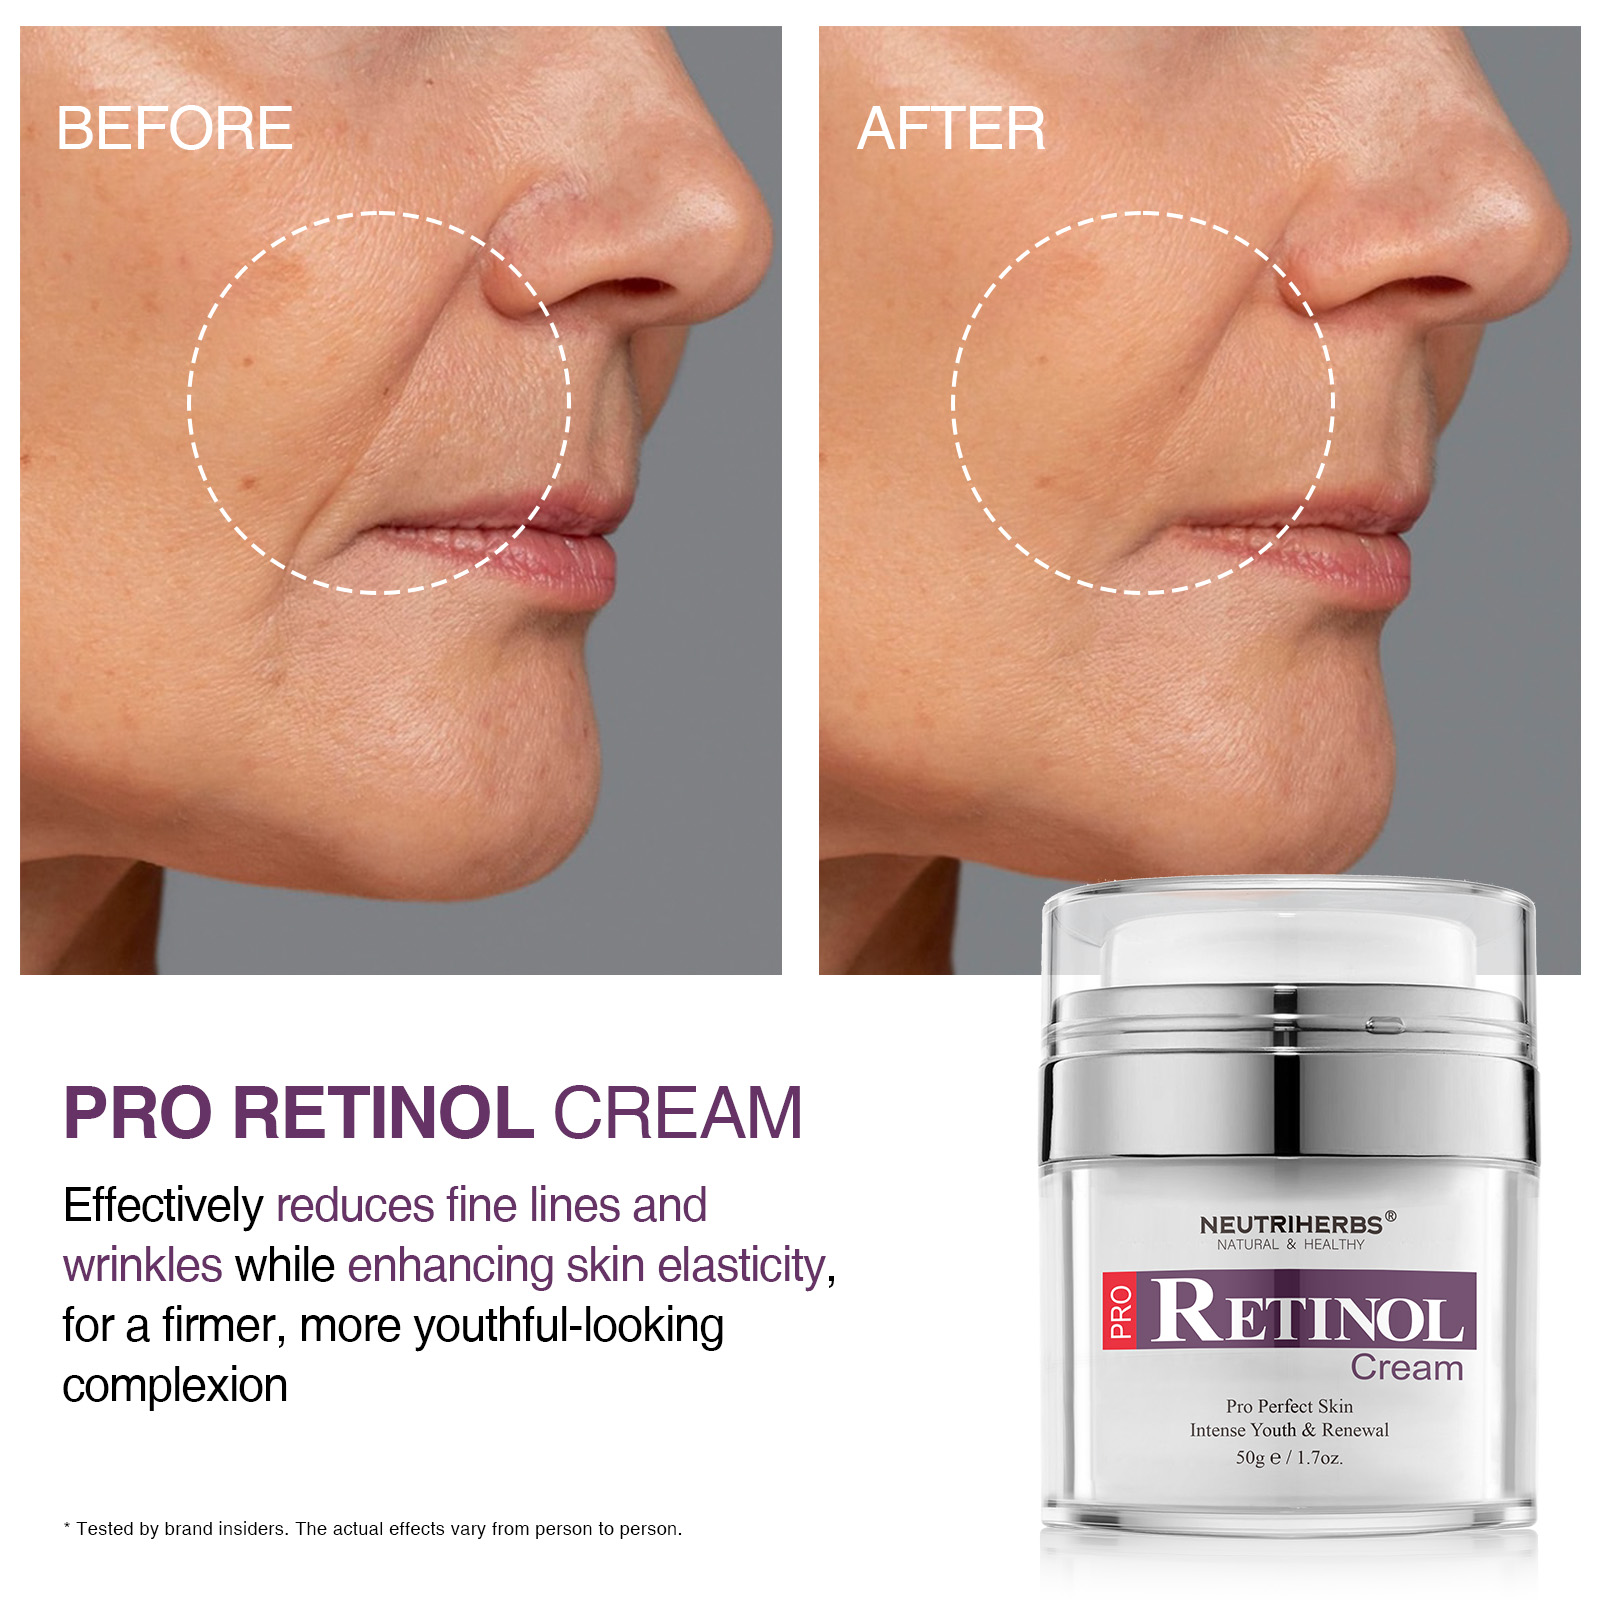 BEFORE
AFTER
PRO RETINOL CREAM
Effectively reduces fine lines and
wrinkles while enhancing skin elasticity,
for a firmer, more youthful-looking
complexion
* Tested by brand insiders. The actual effects vary from person to person.
NEUTRIHERBS®
NATURAL & HEALTHY
PRO
RETINOL
Cream
Pro Perfect Skin
Intense Youth & Renewal
50g ℮ / 1.7oz.